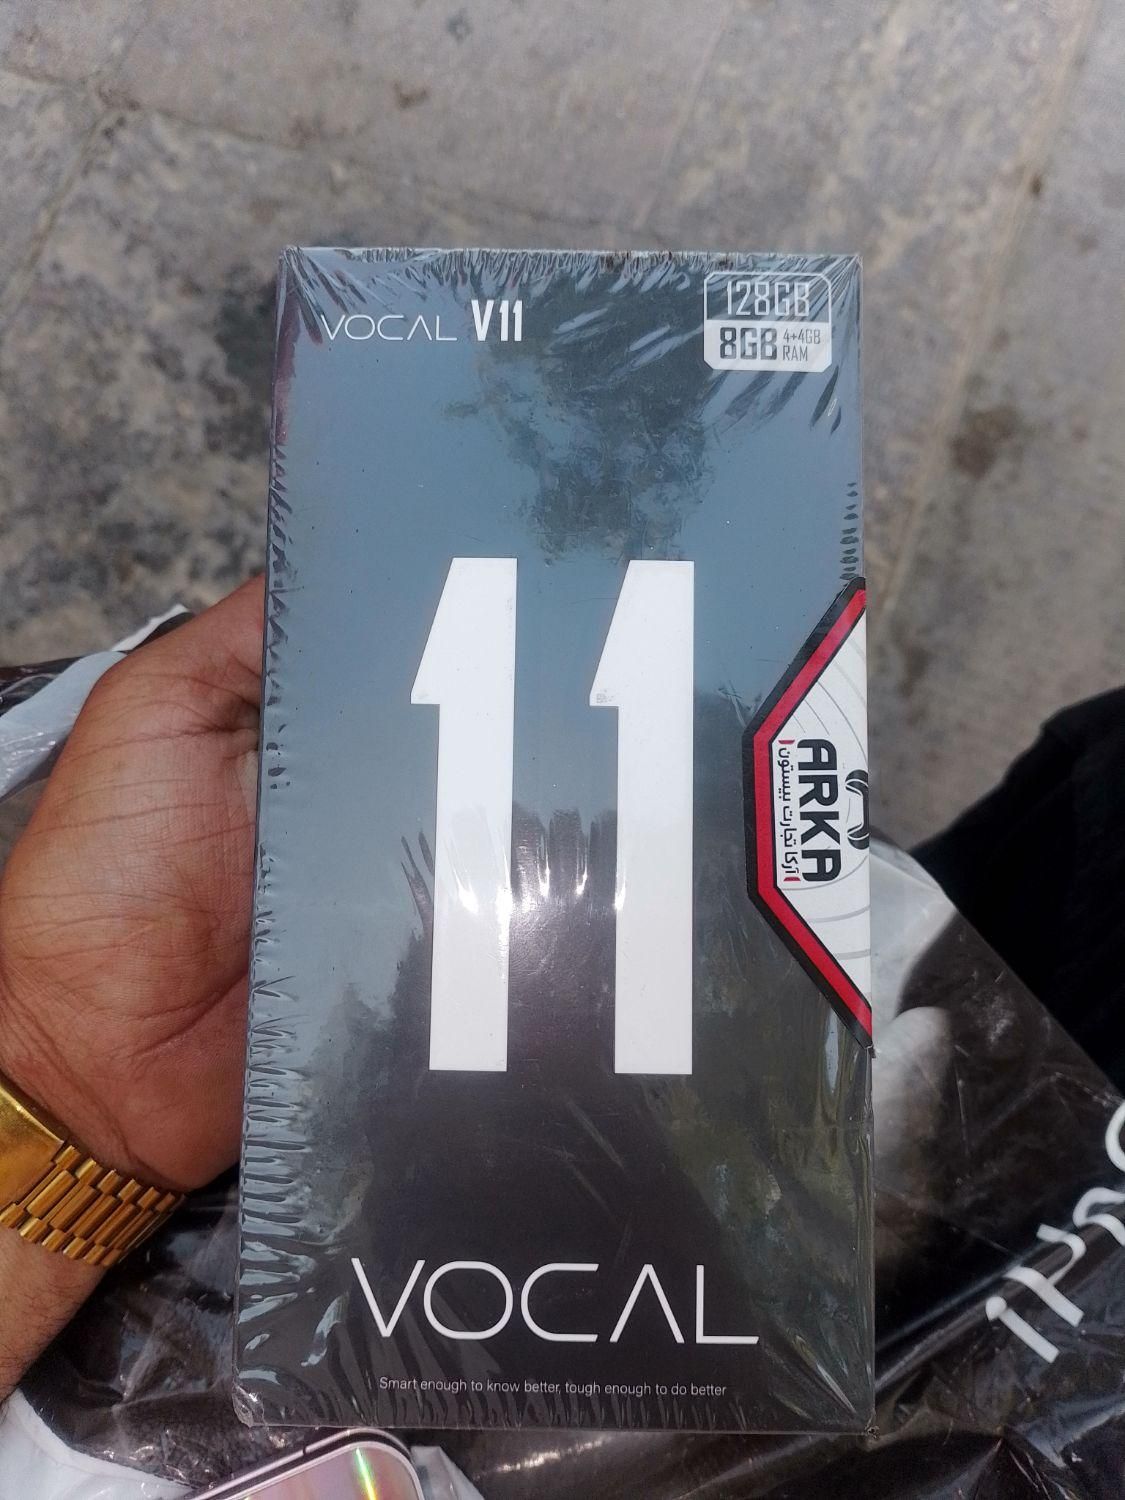 VOCAL V11
128GB
8GB 4+4GB
RAM
11
ARKA
آرکا تجارت بیستون
VOCAL
Smart enough to know better, tough enough to do better